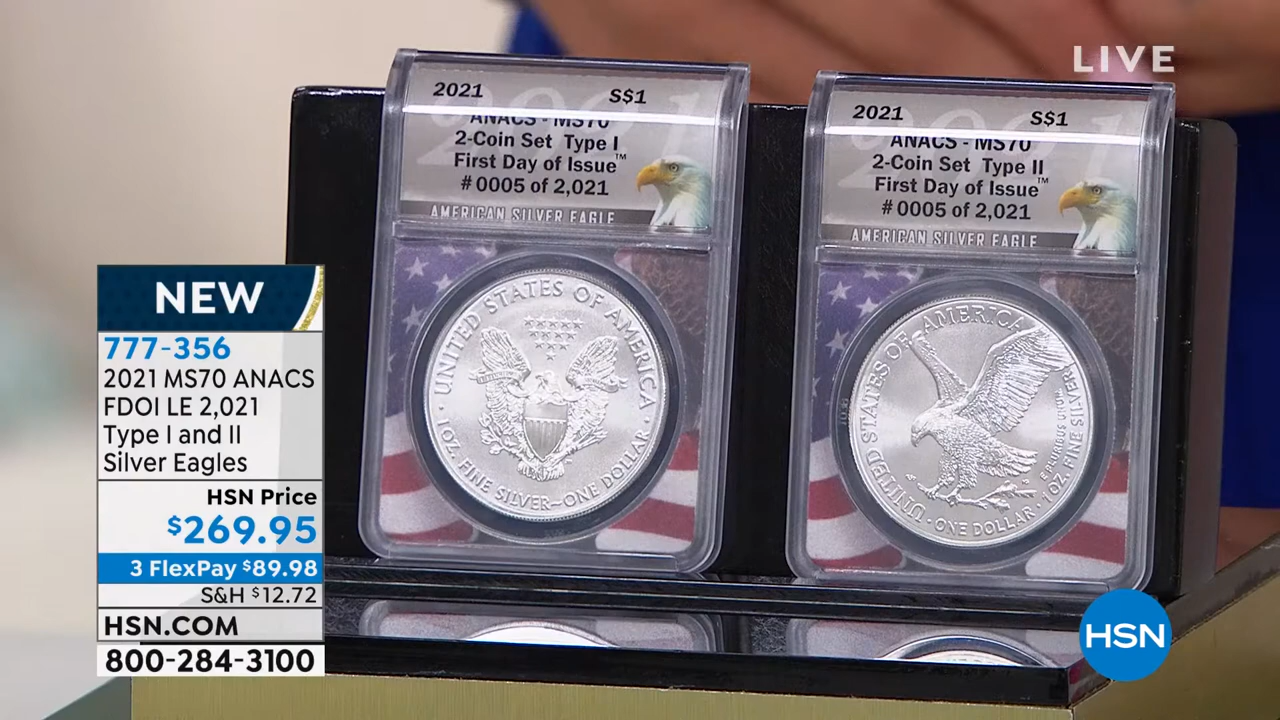 LIVE
2021 S$1
ANACS - MS70
2-Coin Set Type I
First Day of Issue™
# 0005 of 2,021
AMERICAN SILVER EAGLE
UNITED STATES OF AMERICA
1 OZ. FINE SILVER~ONE DOLLAR
2021 S$1
ANACS - MS70
2-Coin Set Type II
First Day of Issue™
# 0005 of 2,021
AMERICAN SILVER EAGLE
UNITED STATES OF AMERICA
E PLURIBUS UNUM
1 OZ. FINE SILVER
ONE DOLLAR
NEW
777-356
2021 MS70 ANACS
FDOI LE 2,021
Type I and II
Silver Eagles
HSN Price
$269.95
3 FlexPay $89.98
S&H $12.72
HSN.COM
800-284-3100
HSN